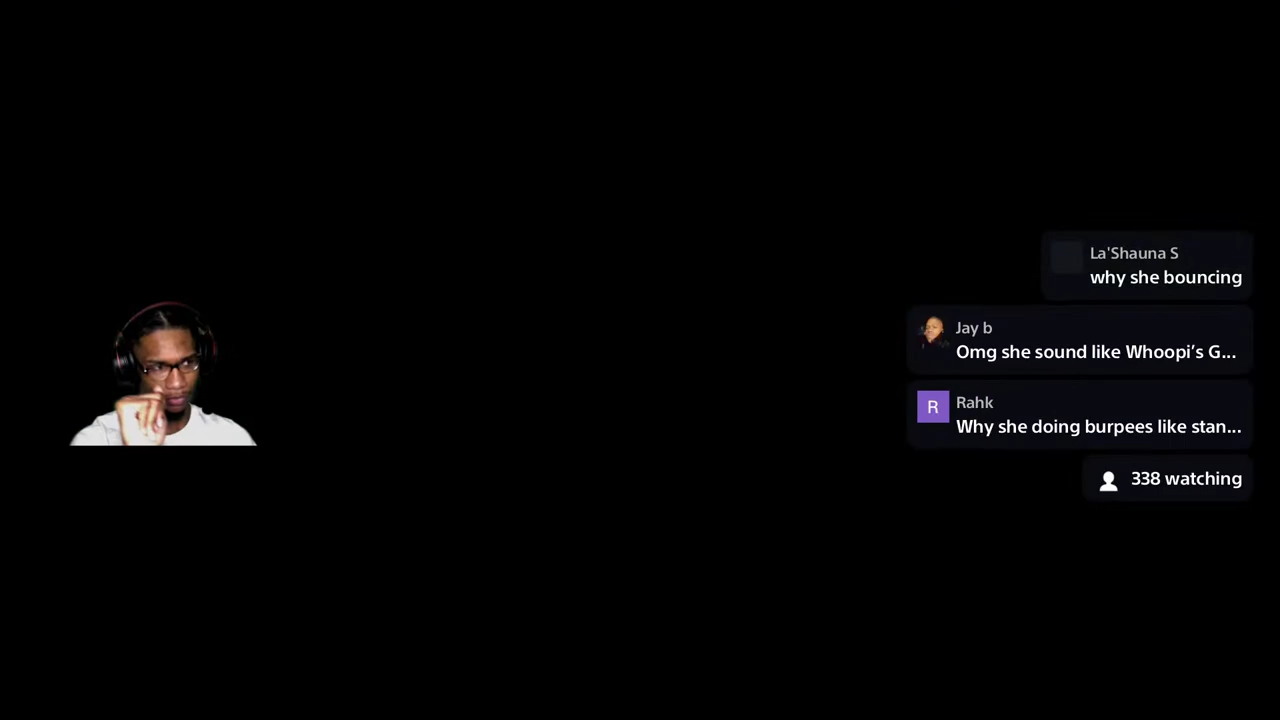 La'Shauna S
why she bouncing
Jay b
Omg she sound like Whoopi’s G...
R
Rahk
Why she doing burpees like stan...
338 watching